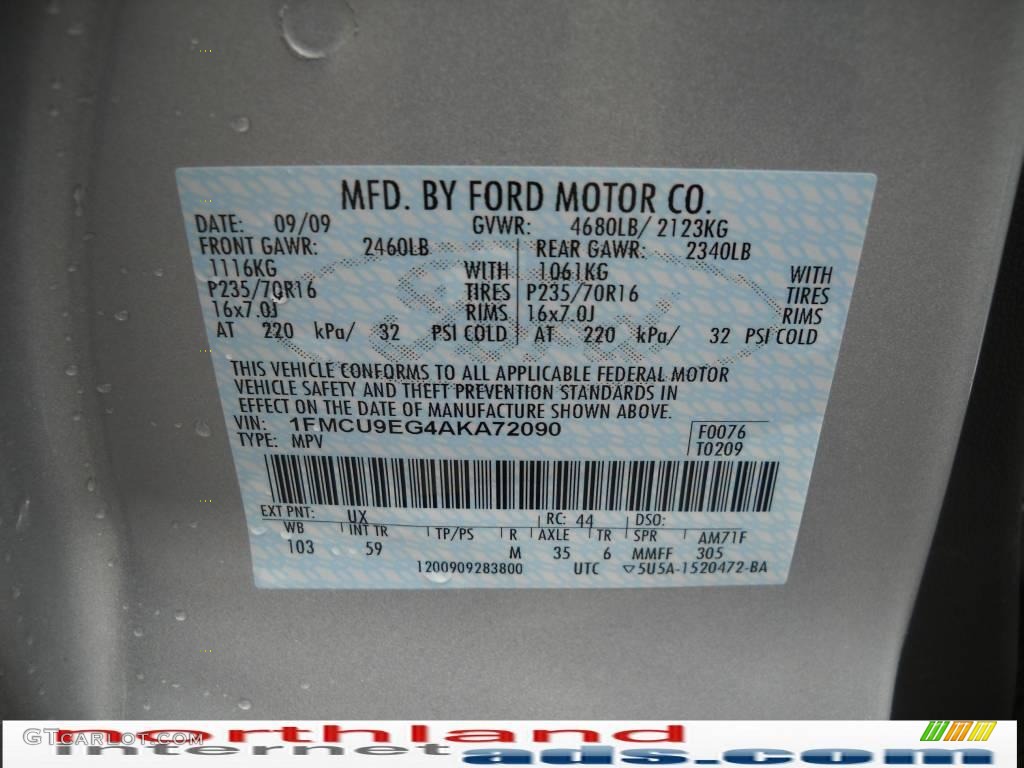 MFD. BY FORD MOTOR CO.
DATE: 09/09 GVWR: 4680LB/ 2123KG
FRONT GAWR: 2460LB REAR GAWR: 2340LB
1116KG WITH 1061KG WITH
P235/70R16 TIRES P235/70R16 TIRES
16x7.0J RIMS 16x7.0J RIMS
AT 220 kPa/ 32 PSI COLD AT 220 kPa/ 32 PSI COLD
THIS VEHICLE CONFORMS TO ALL APPLICABLE FEDERAL MOTOR
VEHICLE SAFETY AND THEFT PREVENTION STANDARDS IN
EFFECT ON THE DATE OF MANUFACTURE SHOWN ABOVE.
VIN: 1FMCU9EG4AKA72090 F0076
TYPE: MPV T0209
EXT PNT: UX RC: 44 DSO:
WB INT TR TP/PS R AXLE TR SPR AM71F
103 59 M 35 6 MMFF 305
1200909283800 UTC ▽5U5A-1520472-BA
GTCarLot.com
northland
internet ads.com